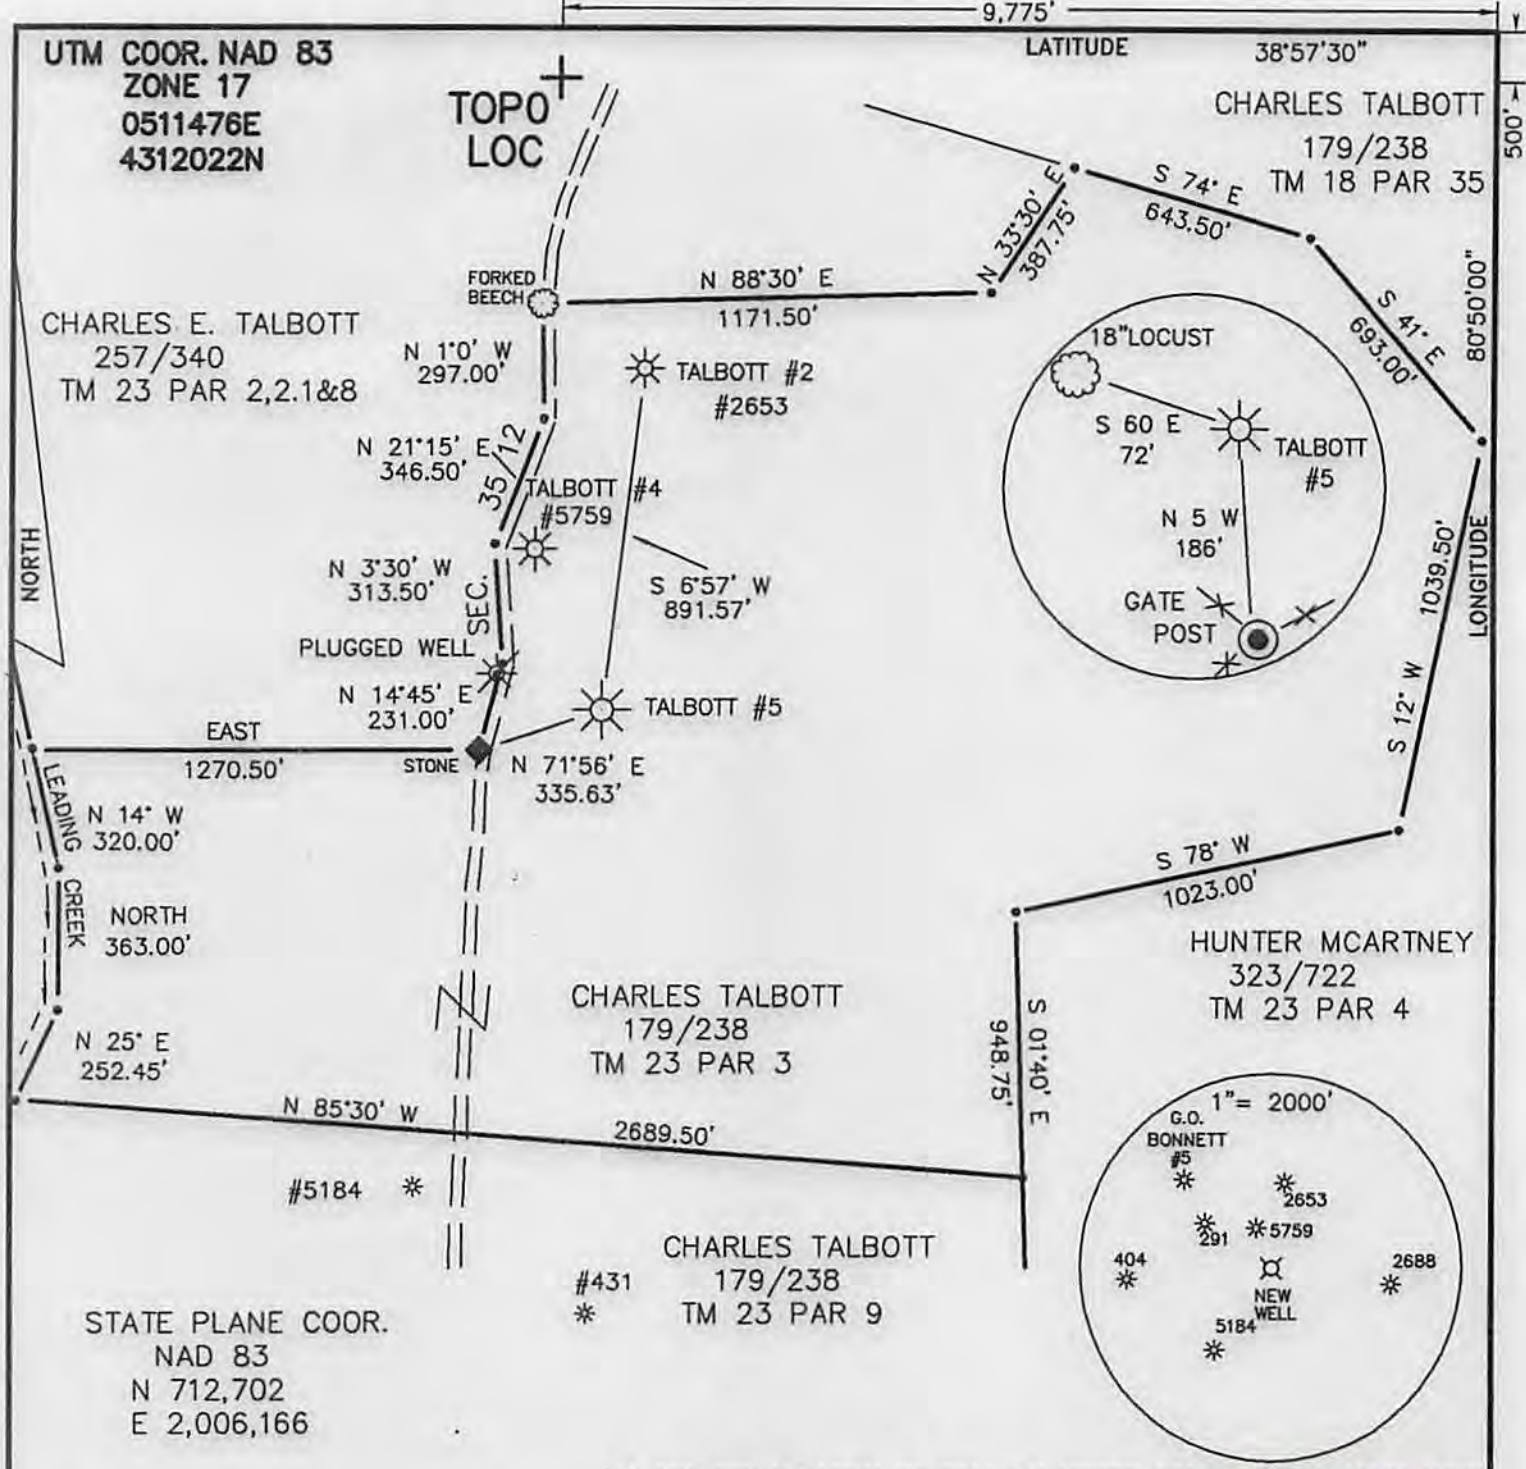 9,775'
UTM COOR. NAD 83
ZONE 17
0511476E
4312022N
TOPO
LOC
LATITUDE 38°57'30"
500'
CHARLES TALBOTT
179/238
TM 18 PAR 35
S 74° E
643.50'
N 33°30' E
387.75'
FORKED
BEECH
N 88°30' E
1171.50'
S 41° E
693.00'
80°50'00"
LONGITUDE
CHARLES E. TALBOTT
257/340
TM 23 PAR 2,2.1&8
N 1°0' W
297.00'
TALBOTT #2
#2653
18"LOCUST
S 60 E
72'
TALBOTT
#5
N 5 W
186'
GATE
POST
N 21°15' E
346.50'
35/12
TALBOTT #4
#5759
NORTH
N 3°30' W
313.50'
SEC.
S 6°57' W
891.57'
1039.50'
S 12° W
PLUGGED WELL
N 14°45' E
231.00'
TALBOTT #5
EAST
1270.50'
STONE
N 71°56' E
335.63'
LEADING
CREEK
N 14° W
320.00'
NORTH
363.00'
S 78° W
1023.00'
HUNTER MCARTNEY
323/722
TM 23 PAR 4
CHARLES TALBOTT
179/238
TM 23 PAR 3
S 01°40' E
948.75'
N 25° E
252.45'
N 85°30' W
2689.50'
#5184
1"= 2000'
G.O.
BONNETT
#5
2653
291
5759
404
2688
NEW
WELL
5184
CHARLES TALBOTT
179/238
TM 23 PAR 9
#431
STATE PLANE COOR.
NAD 83
N 712,702
E 2,006,166